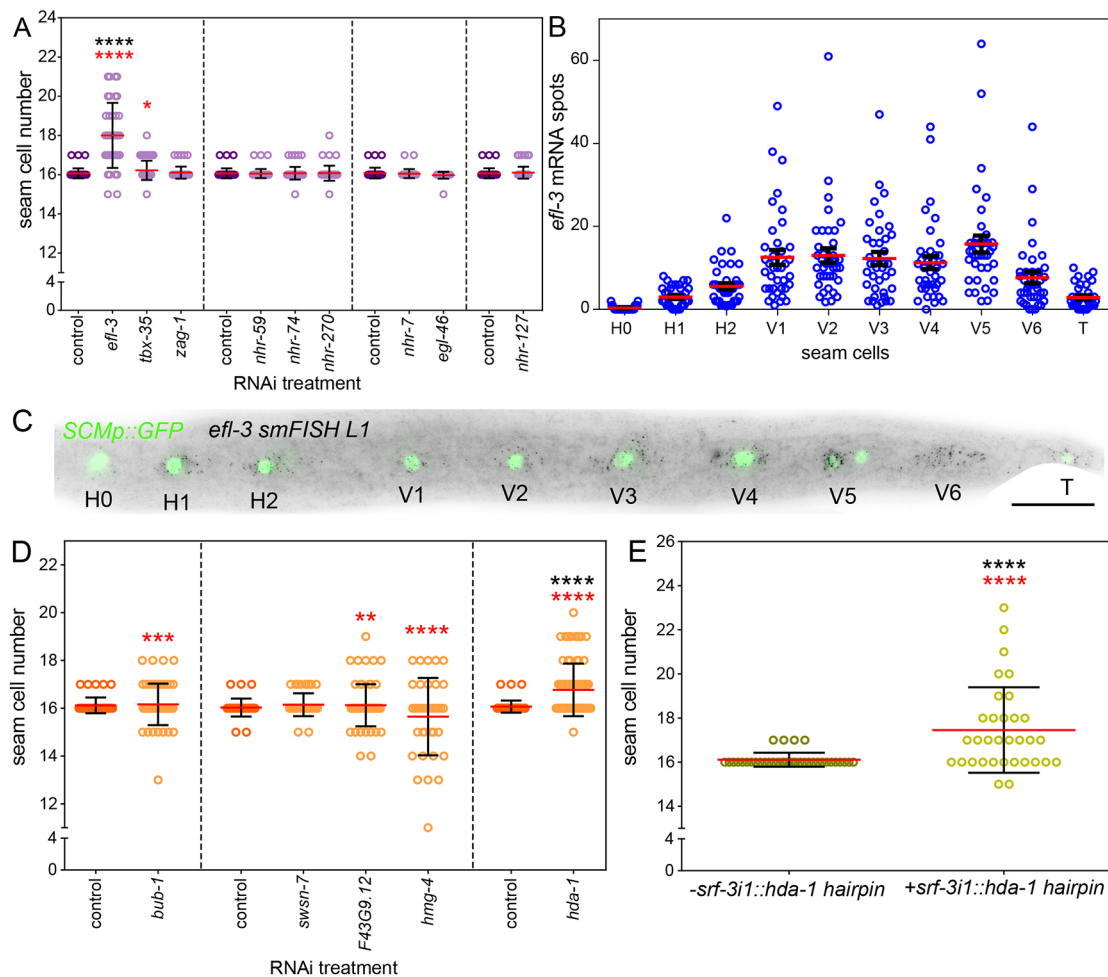 A
seam cell number
24
22
20
18
16
14
12
4
0
****
****
*
control
efl-3
tbx-35
zag-1
control
nhr-59
nhr-74
nhr-270
control
nhr-7
egl-46
control
nhr-127
RNAi treatment
B
efl-3 mRNA spots
60
40
20
0
H0 H1 H2 V1 V2 V3 V4 V5 V6 T
seam cells
C
SCMp::GFP efl-3 smFISH L1
H0 H1 H2 V1 V2 V3 V4 V5 V6 T
D
seam cell number
22
20
18
16
14
12
4
0
***
**
****
****
****
control
bub-1
control
swsn-7
F43G9.12
hmg-4
control
hda-1
RNAi treatment
E
seam cell number
26
24
22
20
18
16
14
4
0
****
****
-srf-3i1::hda-1 hairpin +srf-3i1::hda-1 hairpin